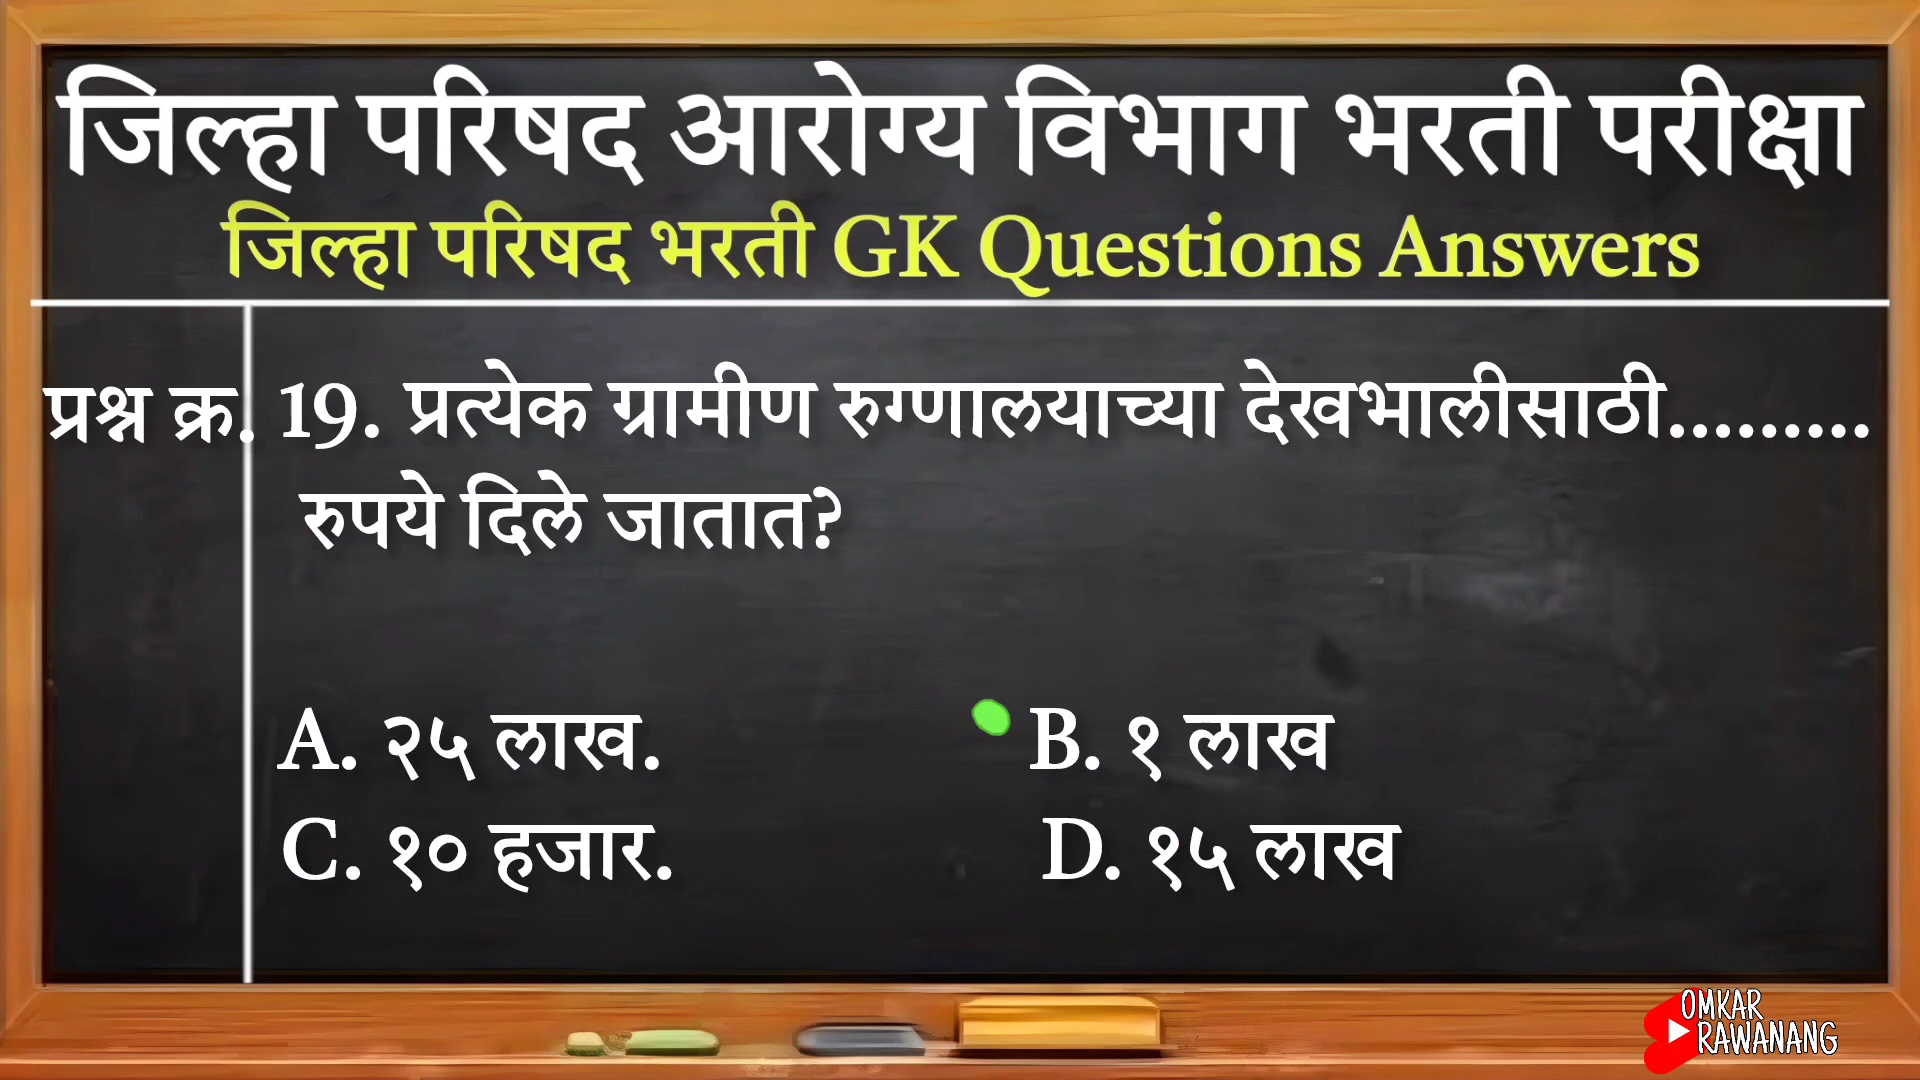 जिल्हा परिषद आरोग्य विभाग भरती परीक्षा
जिल्हा परिषद भरती GK Questions Answers
प्रश्न क्र. 19. प्रत्येक ग्रामीण रुग्णालयाच्या देखभालीसाठी.........
रुपये दिले जातात?
A. २५ लाख. B. १ लाख
C. १० हजार. D. १५ लाख
OMKAR
RAWANANG